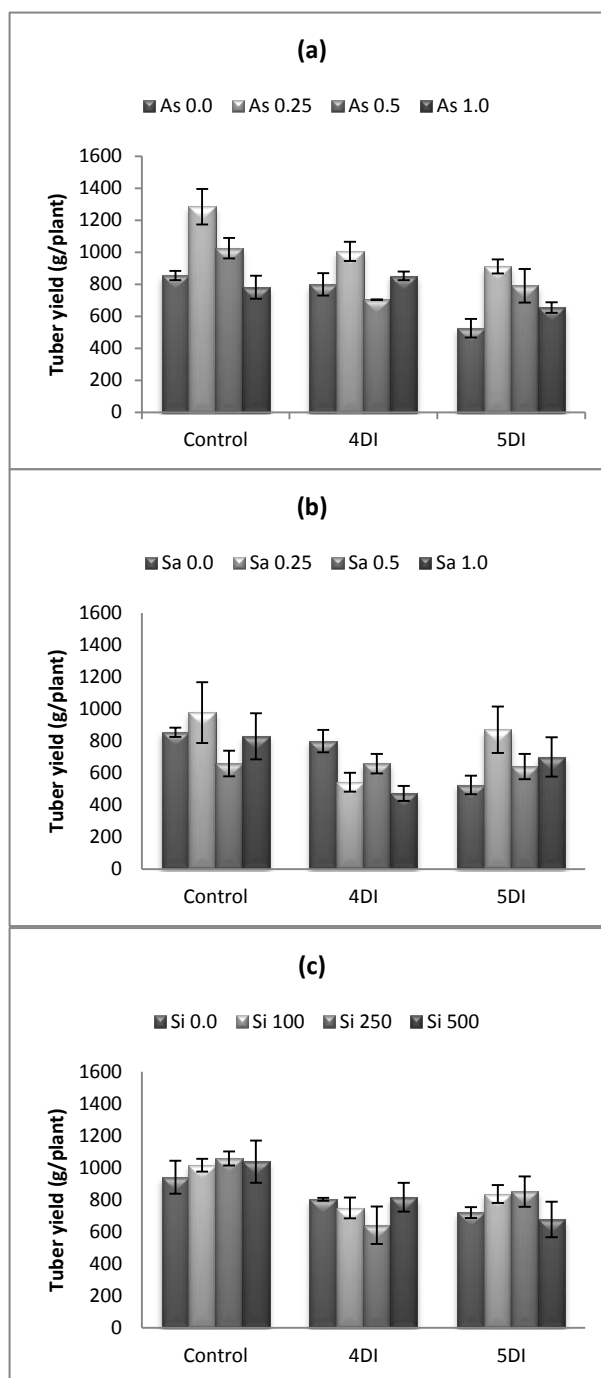 (a)
As 0.0 As 0.25 As 0.5 As 1.0
Tuber yield (g/plant)
1600
1400
1200
1000
800
600
400
200
0
Control 4DI 5DI
(b)
Sa 0.0 Sa 0.25 Sa 0.5 Sa 1.0
Tuber yield (g/plant)
1600
1400
1200
1000
800
600
400
200
0
Control 4DI 5DI
(c)
Si 0.0 Si 100 Si 250 Si 500
Tuber yield (g/plant)
1600
1400
1200
1000
800
600
400
200
0
Control 4DI 5DI